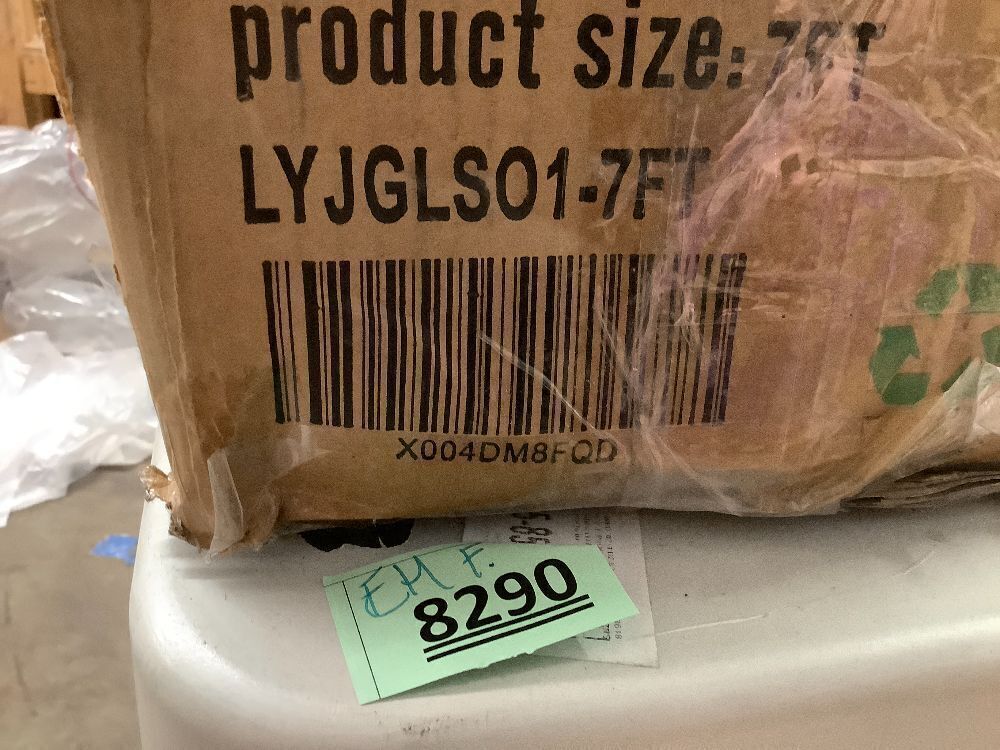 product size: 7FT
LYJGLS01-7FT
X004DM8FQD
EM F.
8290